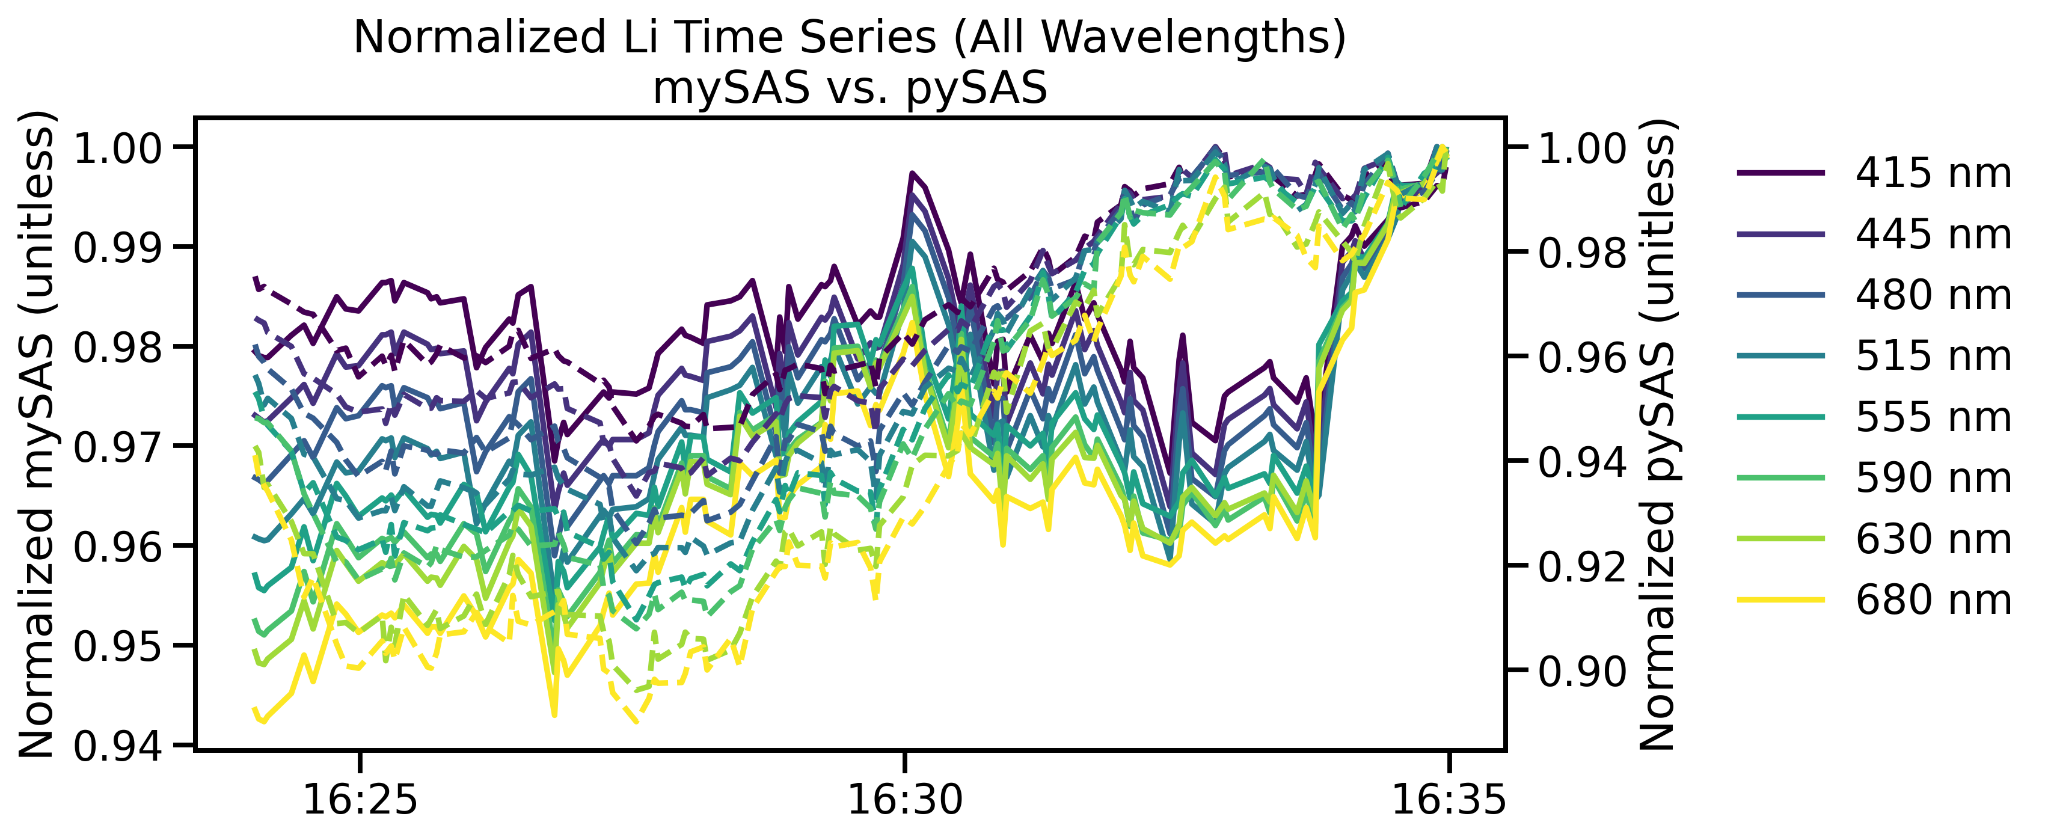 Normalized Li Time Series (All Wavelengths)
mySAS vs. pySAS
Normalized mySAS (unitless)
1.00
0.99
0.98
0.97
0.96
0.95
0.94
16:25
16:30
16:35
1.00
0.98
0.96
0.94
0.92
0.90
Normalized pySAS (unitless)
415 nm
445 nm
480 nm
515 nm
555 nm
590 nm
630 nm
680 nm